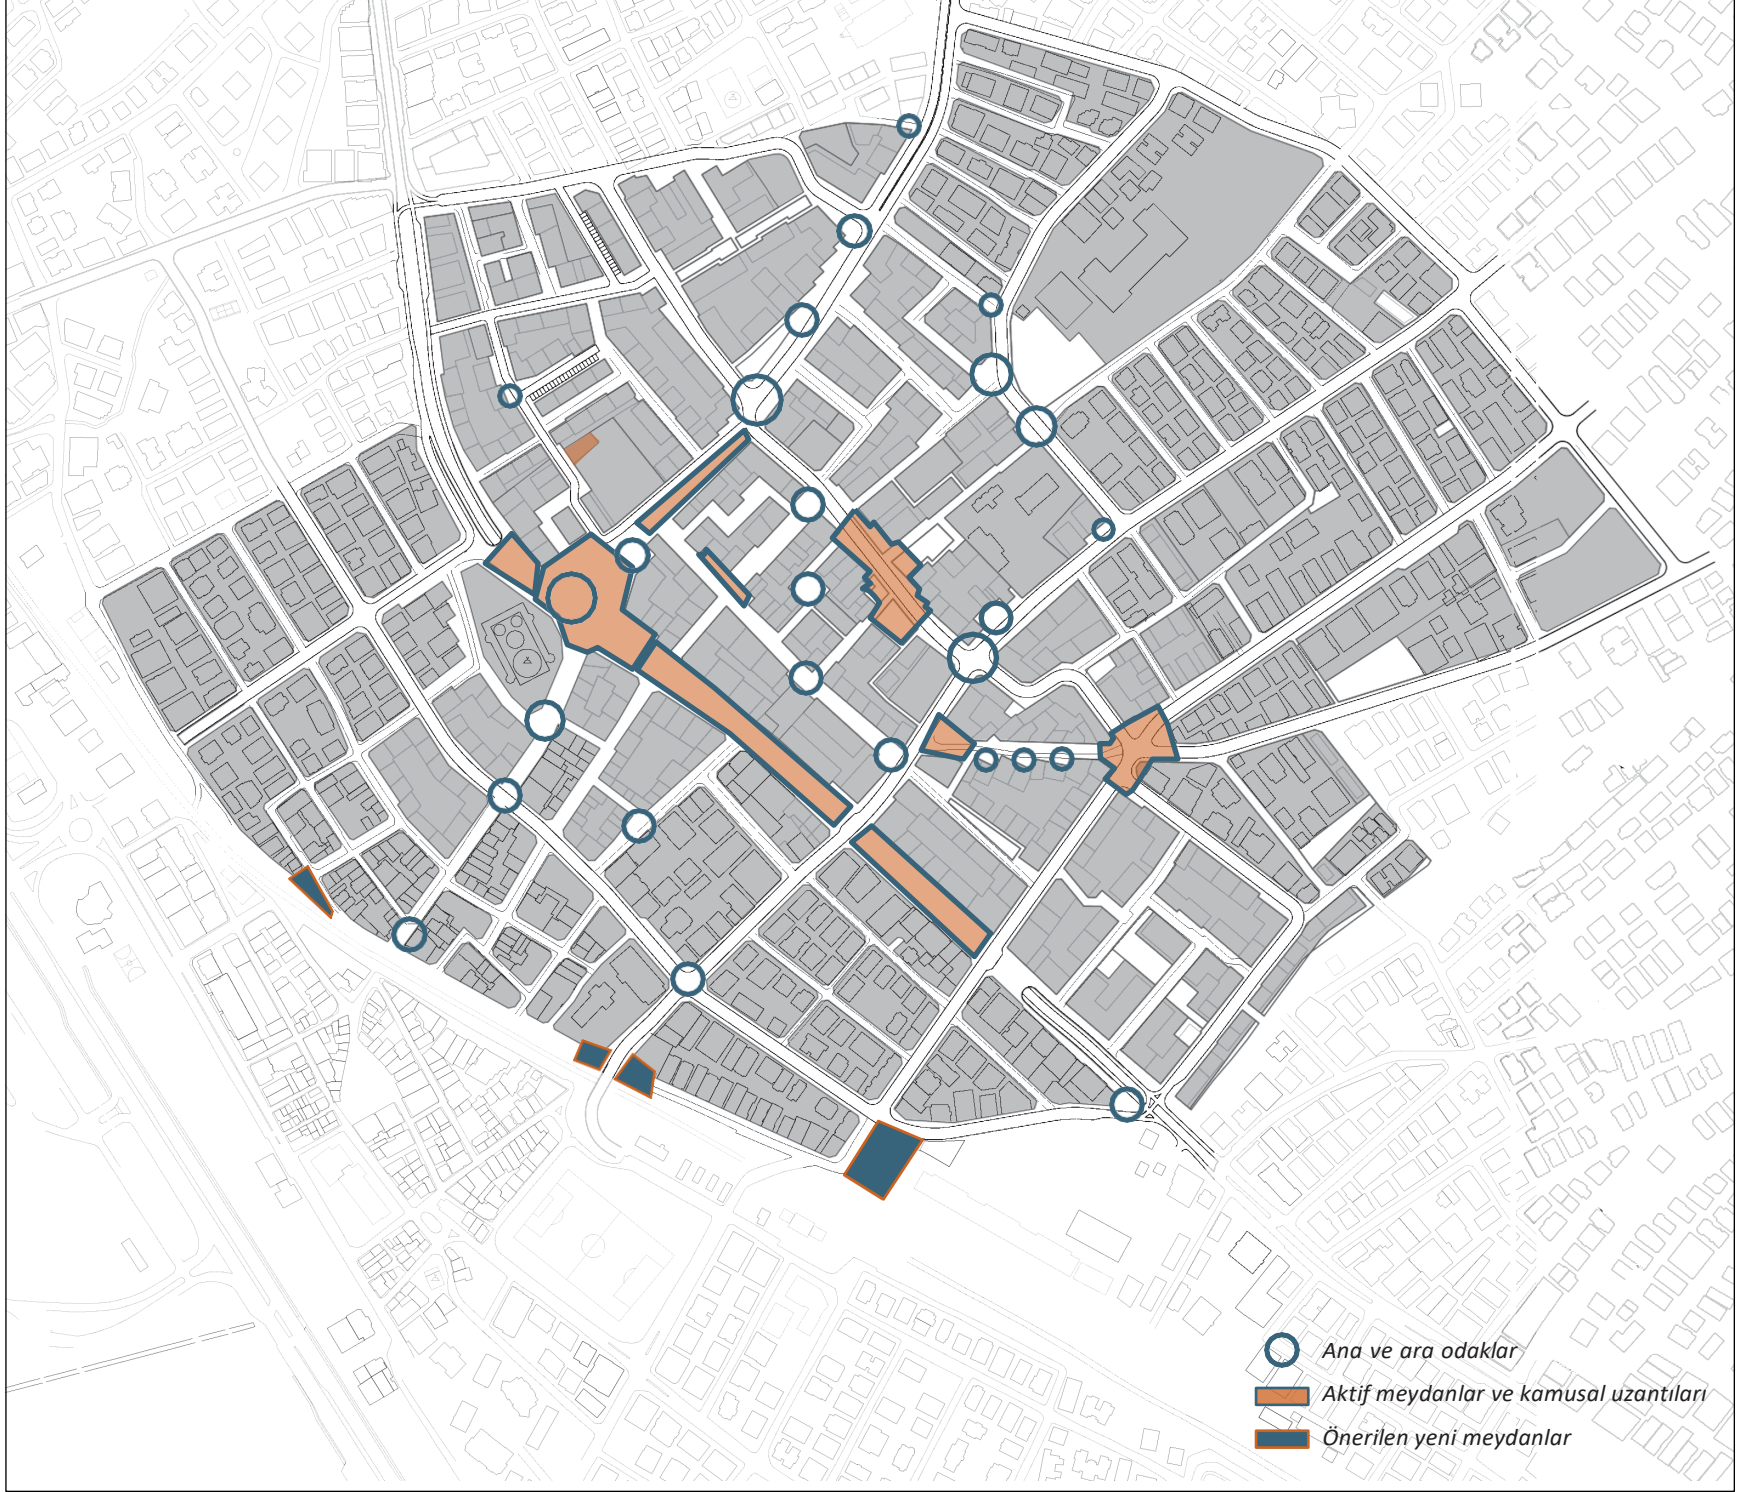 Ana ve ara odaklar
Aktif meydanlar ve kamusal uzantıları
Önerilen yeni meydanlar